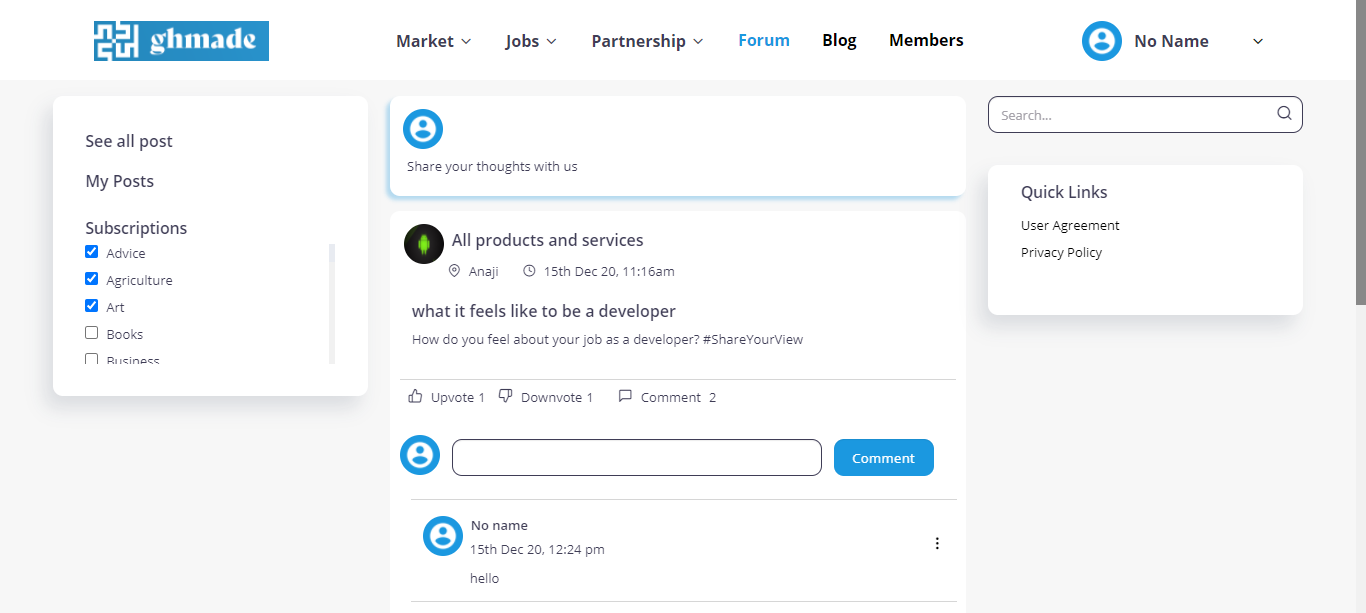 ghmade
Market
Jobs
Partnership
Forum
Blog
Members
No Name
See all post
My Posts
Subscriptions
Advice
Agriculture
Art
Books
Business
Share your thoughts with us
All products and services
Anaji 15th Dec 20, 11:16am
what it feels like to be a developer
How do you feel about your job as a developer? #ShareYourView
Upvote 1 Downvote 1 Comment 2
Comment
No name
15th Dec 20, 12:24 pm
hello
Search...
Quick Links
User Agreement
Privacy Policy